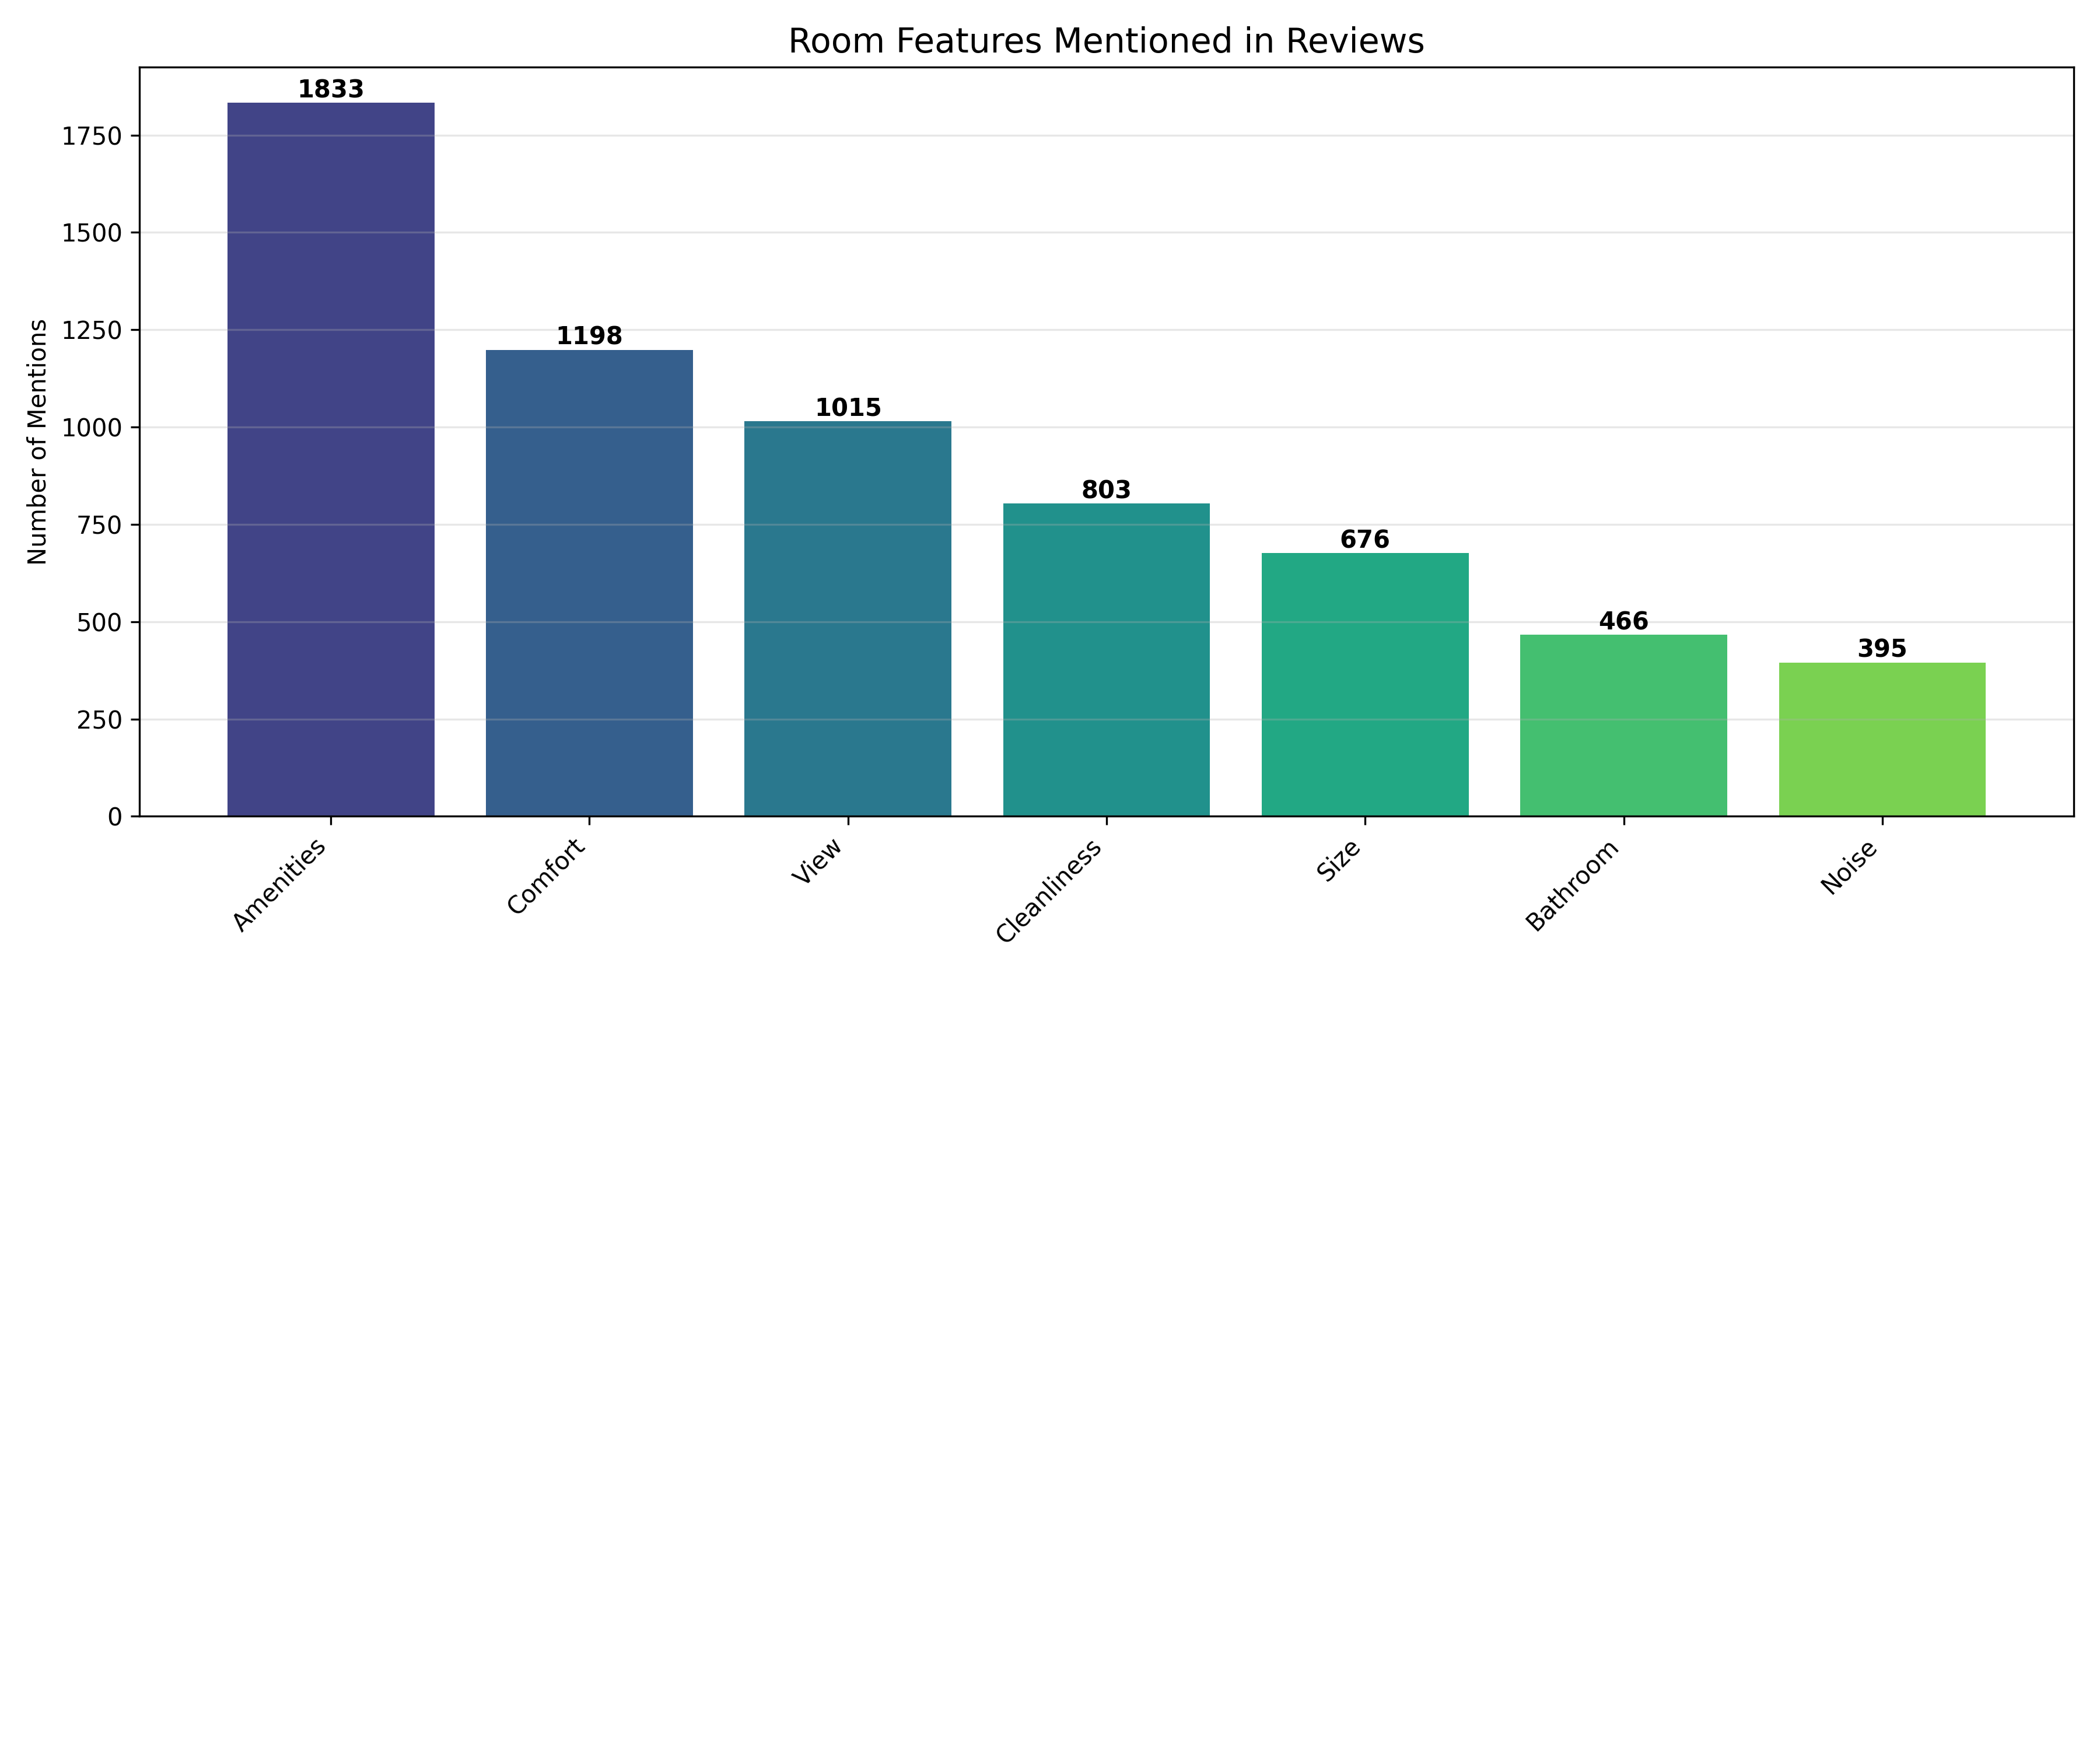 Room Features Mentioned in Reviews
Number of Mentions
1750
1500
1250
1000
750
500
250
0
1833
1198
1015
803
676
466
395
Amenities
Comfort
View
Cleanliness
Size
Bathroom
Noise